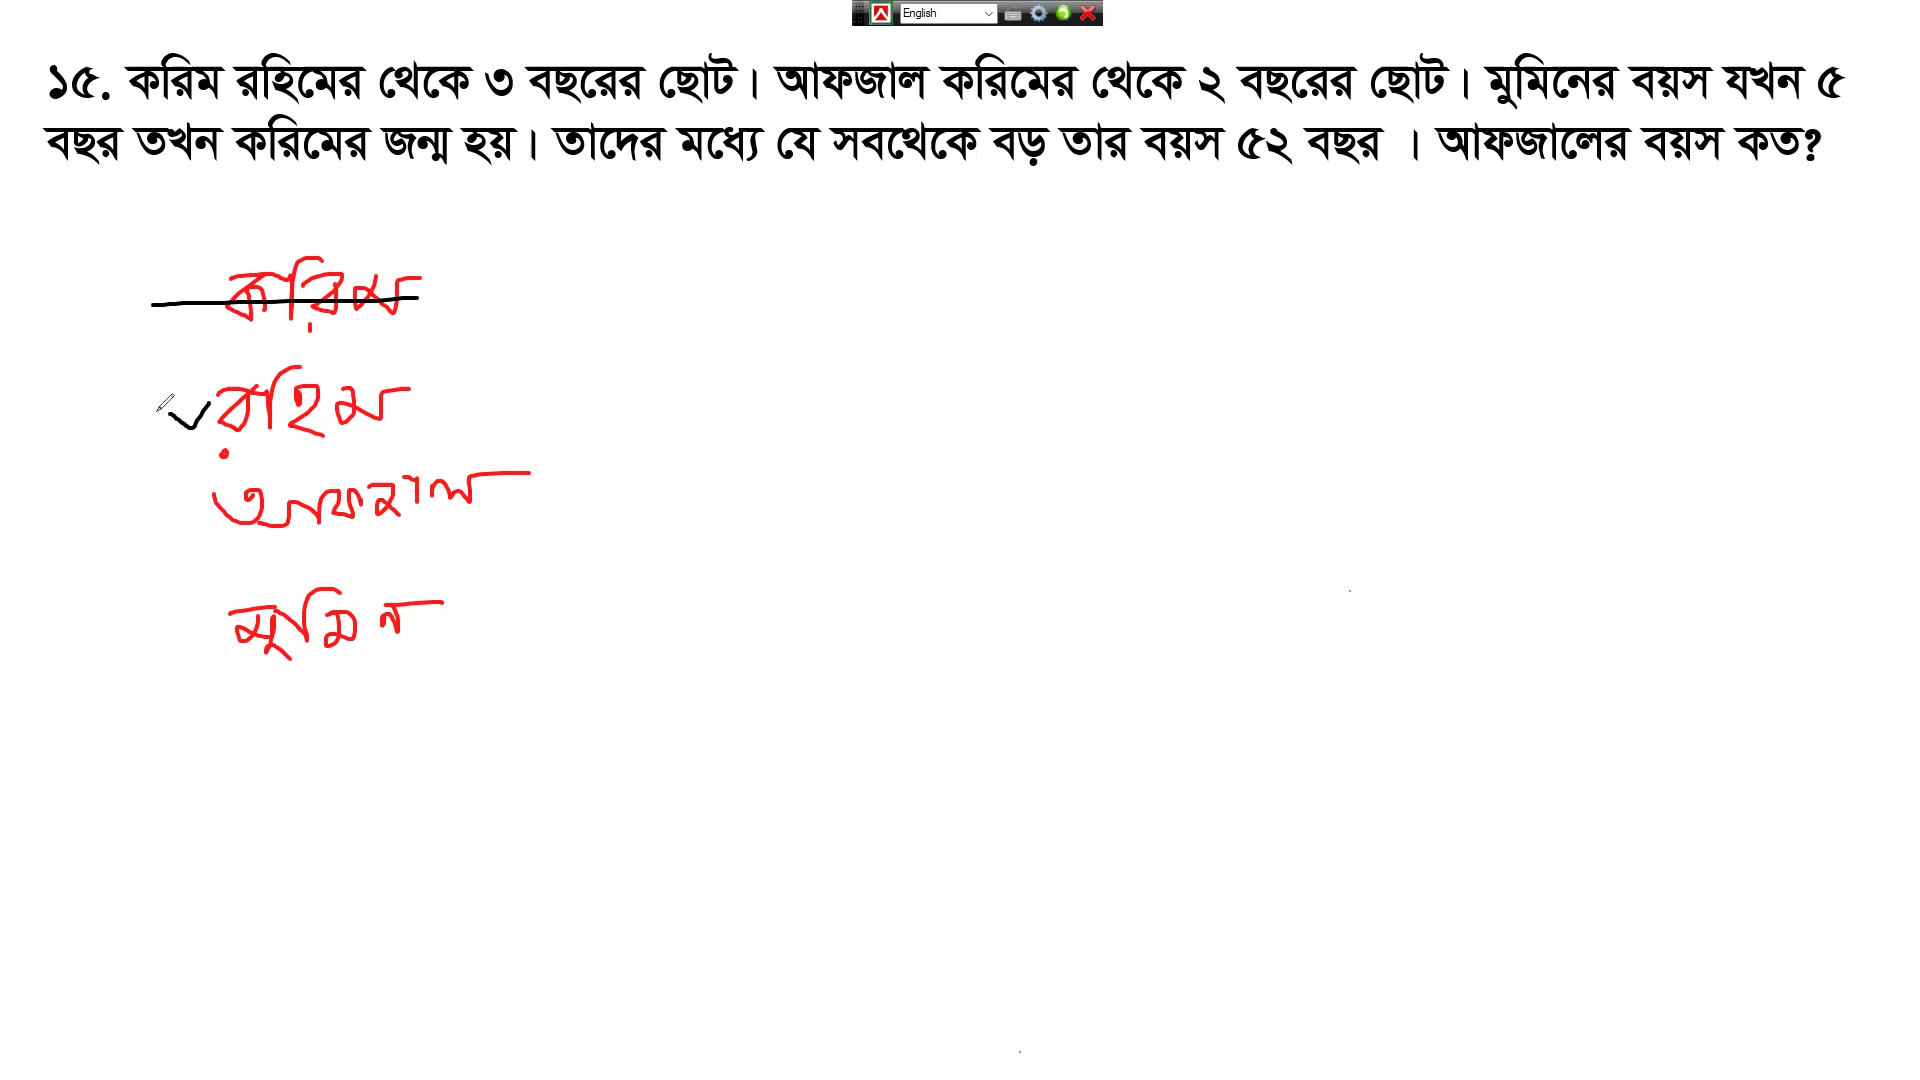 English
১৫. করিম রহিমের থেকে ৩ বছরের ছোট। আফজাল করিমের থেকে ২ বছরের ছোট। মুমিনের বয়স যখন ৫
বছর তখন করিমের জন্ম হয়। তাদের মধ্যে যে সবথেকে বড় তার বয়স ৫২ বছর । আফজালের বয়স কত?
করিম
রহিম
আফজাল
মুমিন